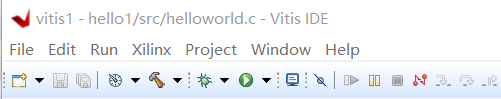 vitis1 - hello1/src/helloworld.c - Vitis IDE
File Edit Run Xilinx Project Window Help